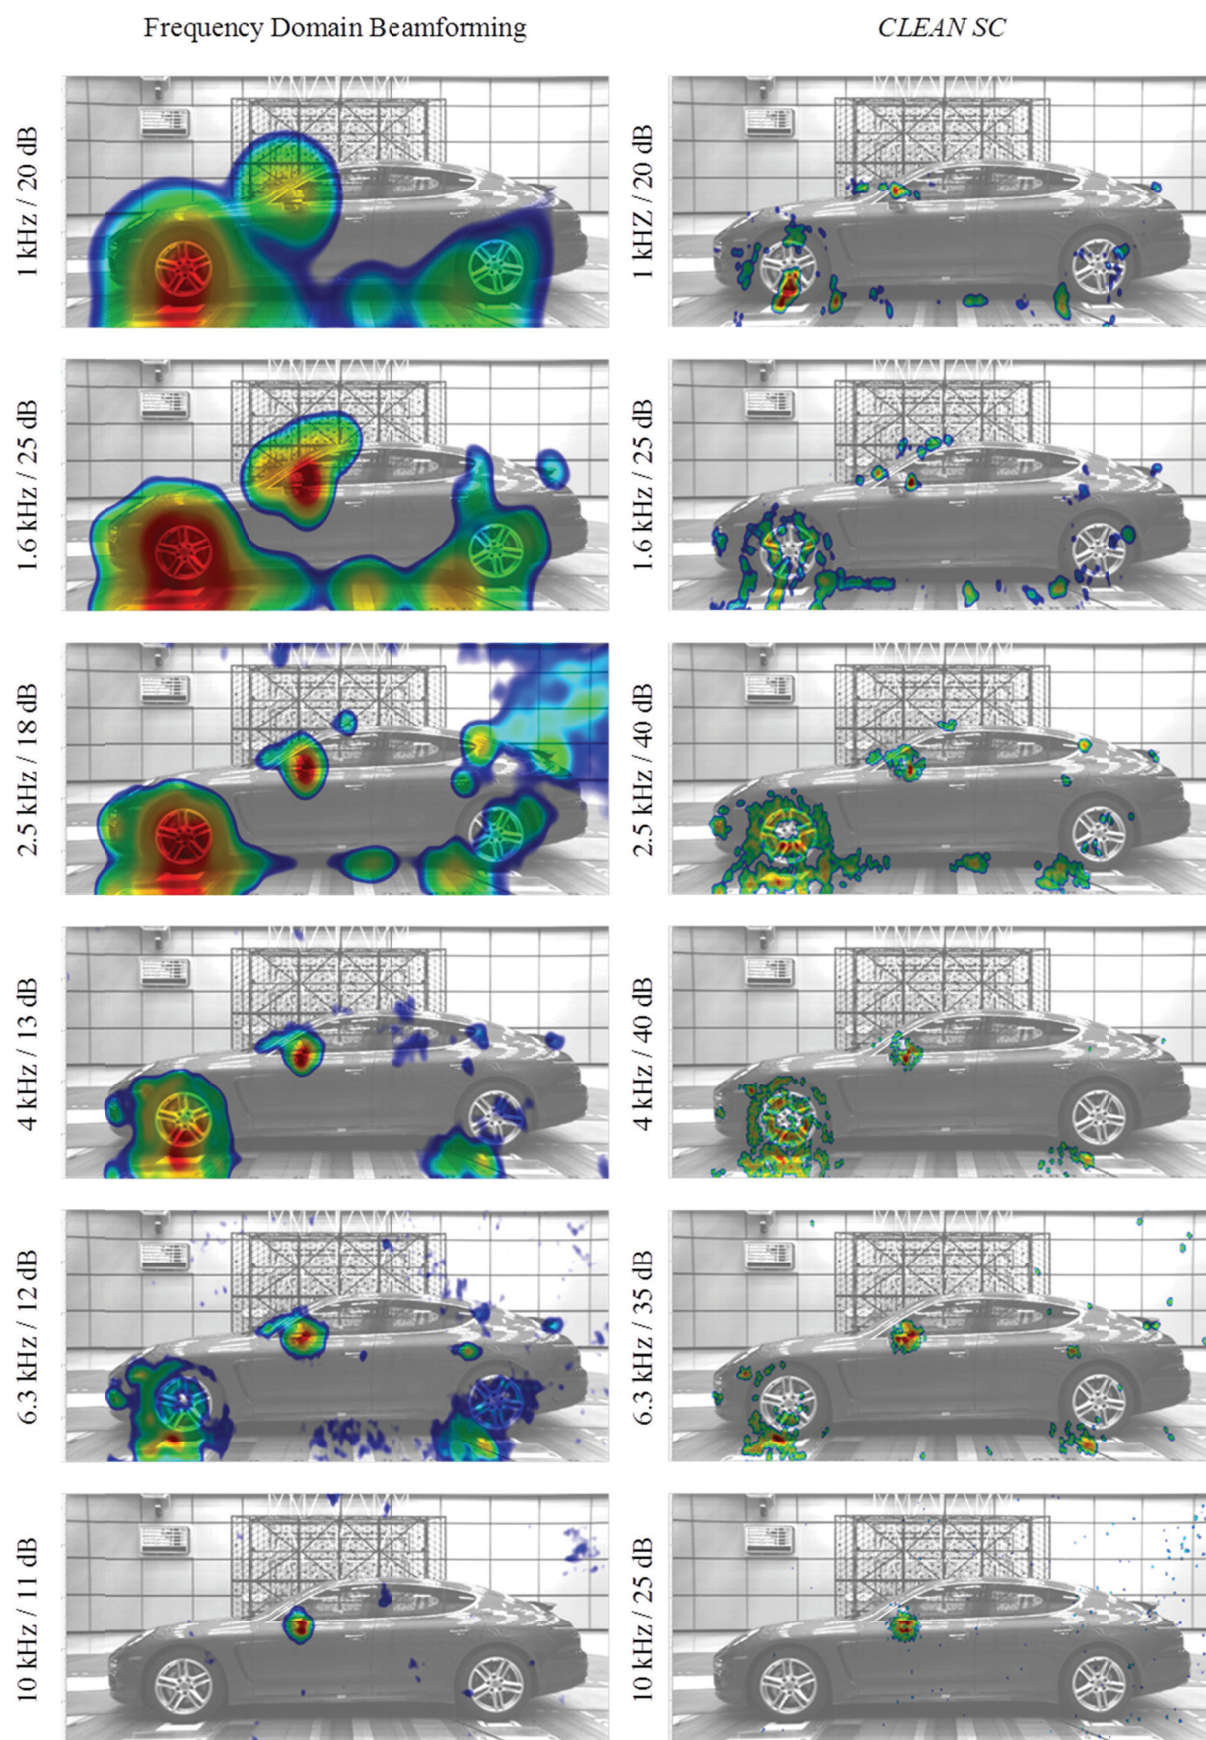 Frequency Domain Beamforming
CLEAN SC
1 kHz / 20 dB
1 kHZ / 20 dB
1.6 kHz / 25 dB
1.6 kHz / 25 dB
2.5 kHz / 18 dB
2.5 kHz / 40 dB
4 kHz / 13 dB
4 kHz / 40 dB
6.3 kHz / 12 dB
6.3 kHz / 35 dB
10 kHz / 11 dB
10 kHz / 25 dB